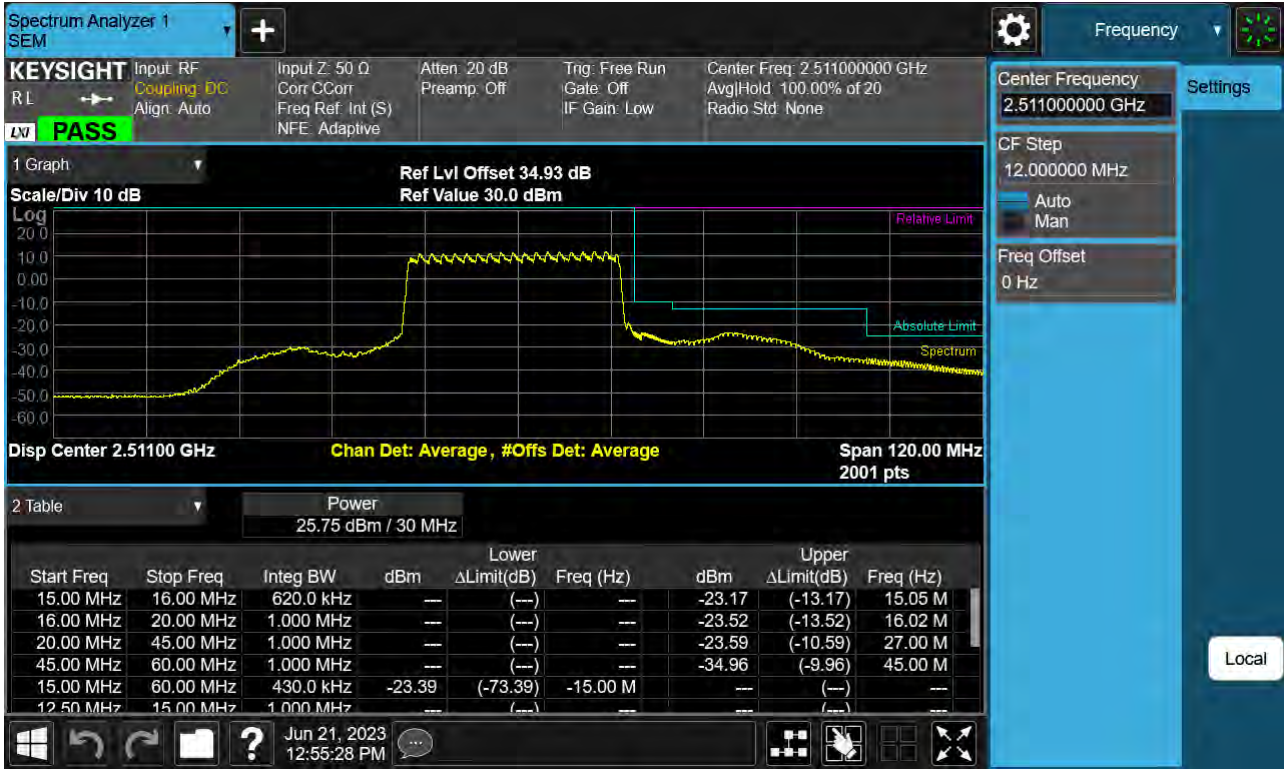 Spectrum Analyzer 1
SEM
Frequency
KEYSIGHT
RL
LXI
PASS
Input: RF
Coupling: DC
Align: Auto
Input Z: 50 Ω
Corr CCorr
Freq Ref: Int (S)
NFE: Adaptive
Atten: 20 dB
Preamp: Off
Trig: Free Run
Gate: Off
IF Gain: Low
Center Freq: 2.511000000 GHz
Avg|Hold: 100.00% of 20
Radio Std: None
Center Frequency
2.511000000 GHz
Settings
CF Step
12.000000 MHz
Auto
Man
Freq Offset
0 Hz
Local
1 Graph
Ref Lvl Offset 34.93 dB
Scale/Div 10 dB
Ref Value 30.0 dBm
Log
20.0
10.0
0.00
-10.0
-20.0
-30.0
-40.0
-50.0
-60.0
Relative Limit
Absolute Limit
Spectrum
Disp Center 2.51100 GHz
Chan Det: Average, #Offs Det: Average
Span 120.00 MHz
2001 pts
2 Table
Power
25.75 dBm / 30 MHz
Lower Upper
Start Freq Stop Freq Integ BW dBm ΔLimit(dB) Freq (Hz) dBm ΔLimit(dB) Freq (Hz)
15.00 MHz 16.00 MHz 620.0 kHz --- (---) --- -23.17 (-13.17) 15.05 M
16.00 MHz 20.00 MHz 1.000 MHz --- (---) --- -23.52 (-13.52) 16.02 M
20.00 MHz 45.00 MHz 1.000 MHz --- (---) --- -23.59 (-10.59) 27.00 M
45.00 MHz 60.00 MHz 1.000 MHz --- (---) --- -34.96 (-9.96) 45.00 M
15.00 MHz 60.00 MHz 430.0 kHz -23.39 (-73.39) -15.00 M --- (---) ---
12.50 MHz 15.00 MHz 1.000 MHz --- (---) --- --- (---) ---
Jun 21, 2023
12:55:28 PM